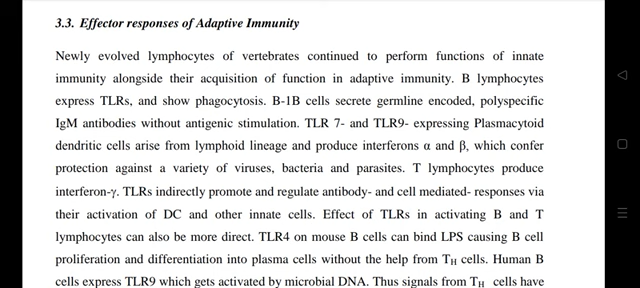 3.3. Effector responses of Adaptive Immunity
Newly evolved lymphocytes of vertebrates continued to perform functions of innate
immunity alongside their acquisition of function in adaptive immunity. B lymphocytes
express TLRs, and show phagocytosis. B-1B cells secrete germline encoded, polyspecific
IgM antibodies without antigenic stimulation. TLR 7- and TLR9- expressing Plasmacytoid
dendritic cells arise from lymphoid lineage and produce interferons α and β, which confer
protection against a variety of viruses, bacteria and parasites. T lymphocytes produce
interferon-γ. TLRs indirectly promote and regulate antibody- and cell mediated- responses via
their activation of DC and other innate cells. Effect of TLRs in activating B and T
lymphocytes can also be more direct. TLR4 on mouse B cells can bind LPS causing B cell
proliferation and differentiation into plasma cells without the help from TH cells. Human B
cells express TLR9 which gets activated by microbial DNA. Thus signals from TH cells have